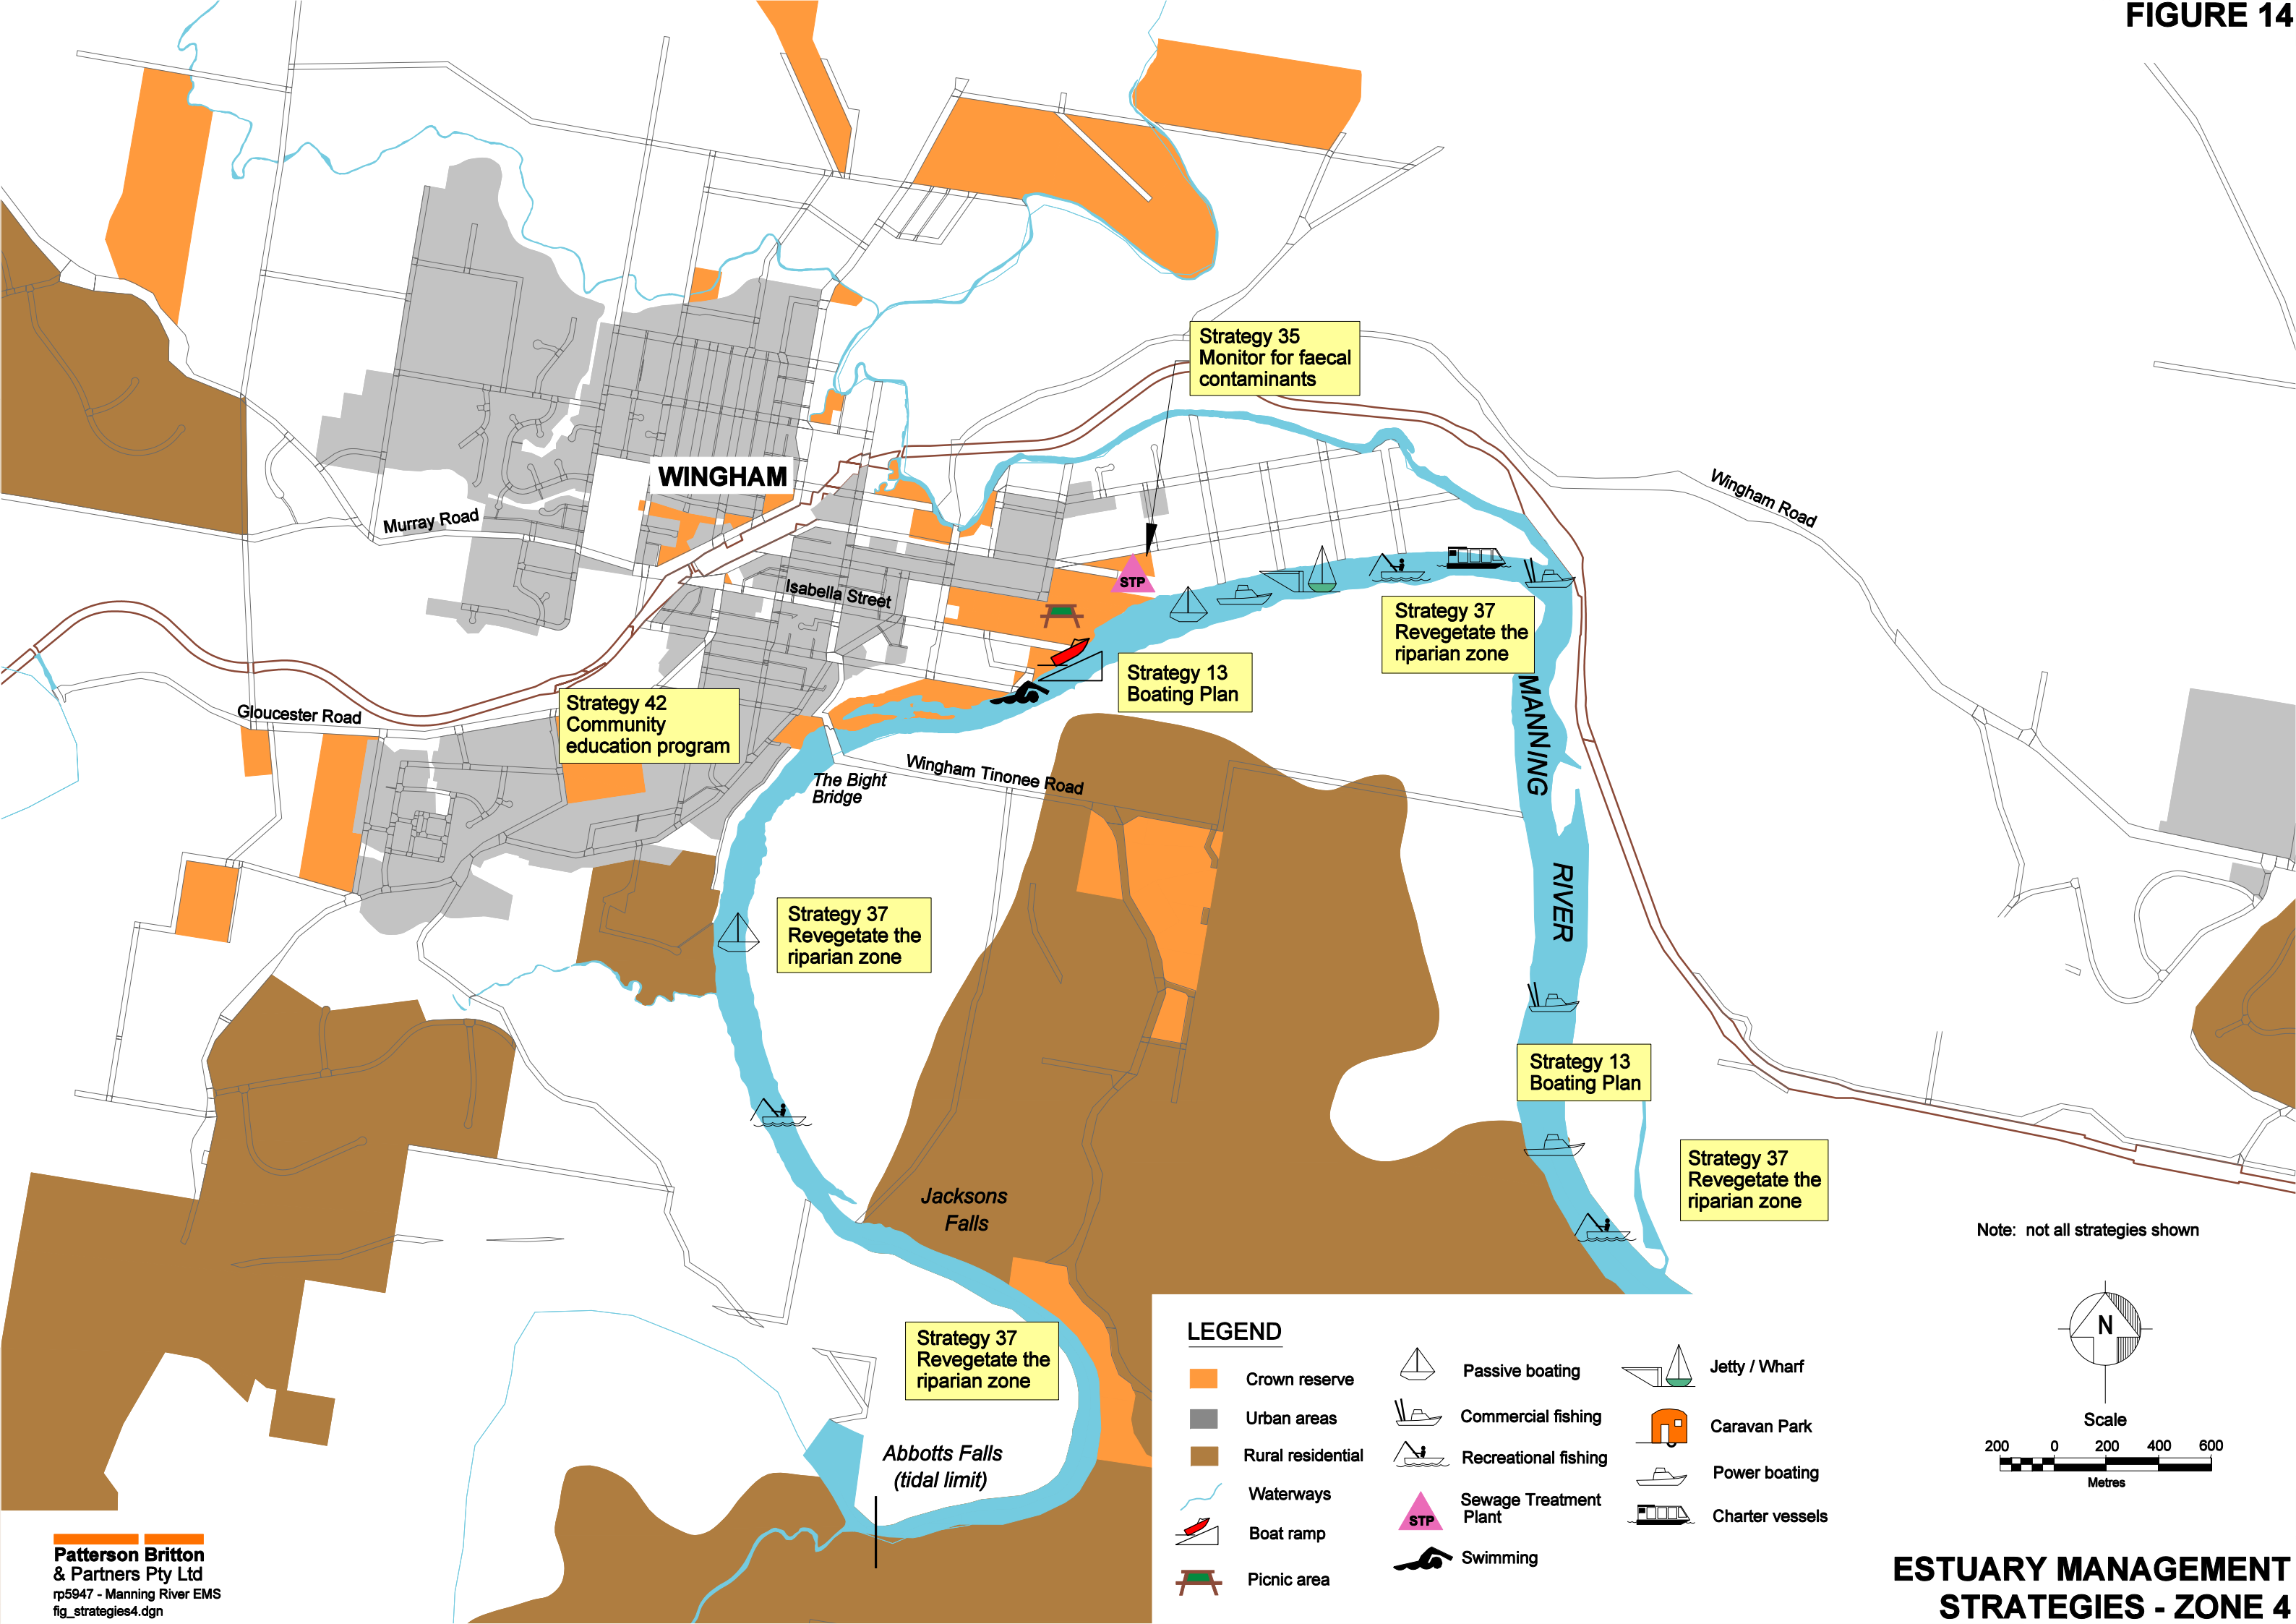 FIGURE 14
Strategy 35
Monitor for faecal
contaminants
WINGHAM
Murray Road
Wingham Road
Isabella Street
STP
Strategy 37
Revegetate the
riparian zone
Strategy 13
Boating Plan
MANNING
RIVER
Strategy 42
Community
education program
Gloucester Road
The Bight
Bridge
Wingham Tinonee Road
Strategy 37
Revegetate the
riparian zone
Strategy 13
Boating Plan
Strategy 37
Revegetate the
riparian zone
Jacksons
Falls
Strategy 37
Revegetate the
riparian zone
Abbotts Falls
(tidal limit)
Note: not all strategies shown
N
Scale
200 0 200 400 600
Metres
LEGEND
Crown reserve
Urban areas
Rural residential
Waterways
Boat ramp
Picnic area
Passive boating
Commercial fishing
Recreational fishing
STP
Sewage Treatment
Plant
Swimming
Jetty / Wharf
Caravan Park
Power boating
Charter vessels
Patterson Britton
& Partners Pty Ltd
rp5947 - Manning River EMS
fig_strategies4.dgn
ESTUARY MANAGEMENT
STRATEGIES - ZONE 4